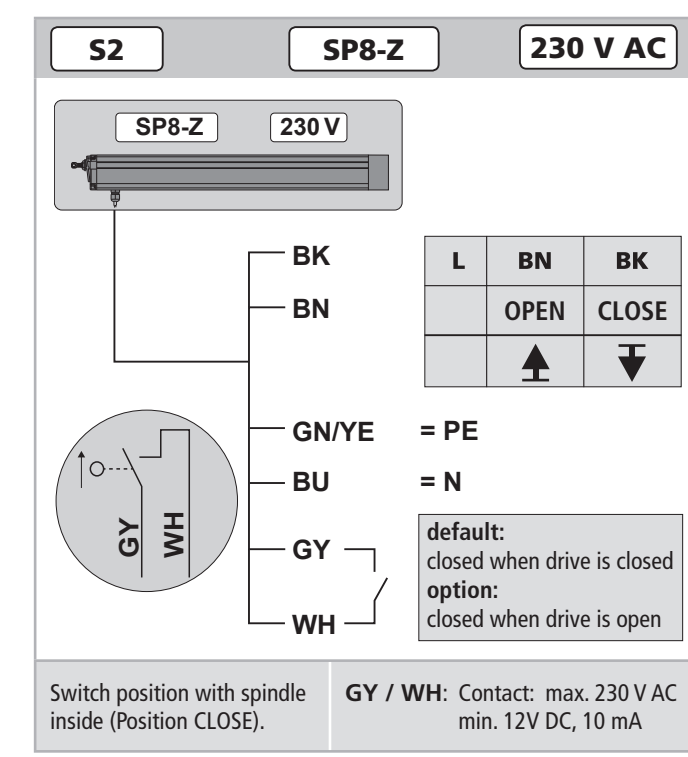 S2 SP8-Z 230 V AC
SP8-Z 230 V
BK
BN
L BN BK
OPEN CLOSE
GN/YE = PE
BU = N
GY
WH
GY
WH
default:
closed when drive is closed
option:
closed when drive is open
Switch position with spindle
inside (Position CLOSE).
GY / WH: Contact: max. 230 V AC
min. 12V DC, 10 mA